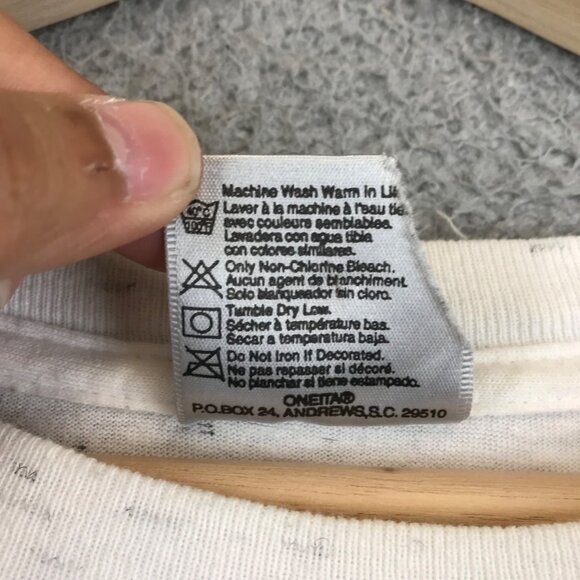 Machine Wash Warm in Li
Laver à la machine à l'eau tie
avec couleurs semblables.
Lavadera con agua tibia
con colores similares.
40°C
Only Non-Chlorine Bleach.
Aucun agent de blanchiment.
Solo blanqueador sin cloro.
Tumble Dry Low.
Sécher à température bas.
Secar a temperatura baja.
Do Not Iron if Decorated.
Ne pas repasser si décoré.
No planchar si tiene estampado.
ONEITA®
P.O.BOX 24, ANDREWS,S.C. 29510